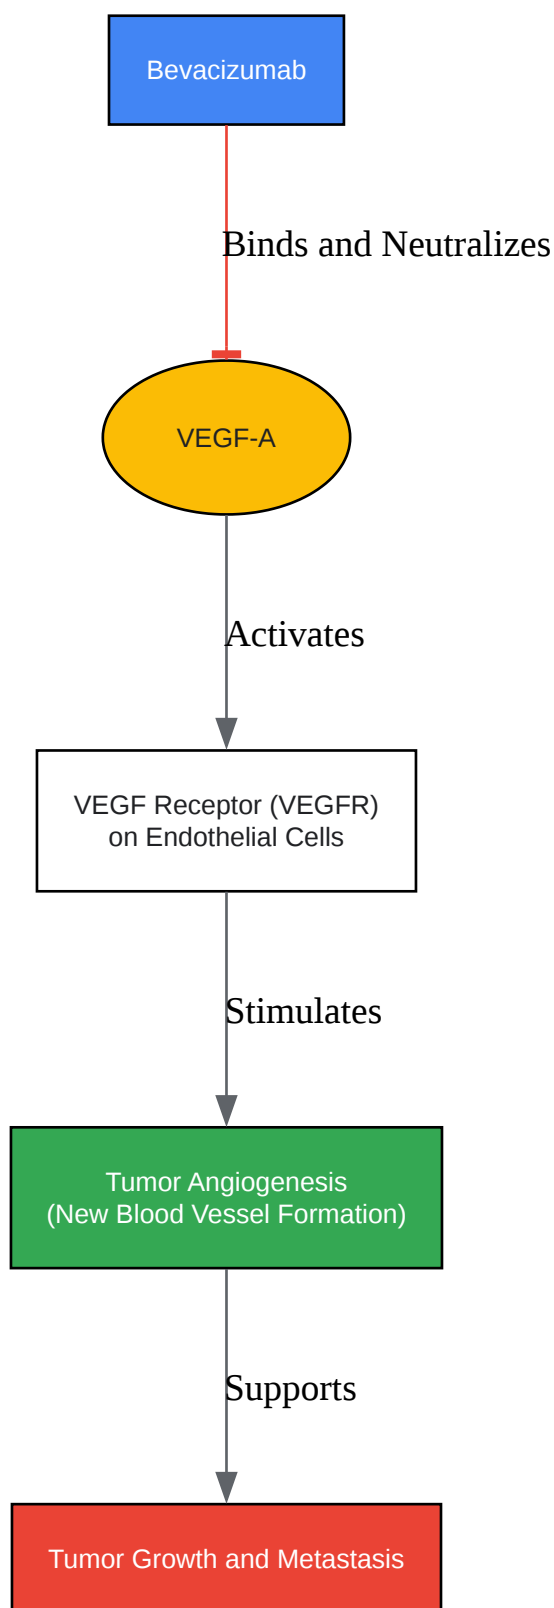 Bevacizumab
Binds and Neutralizes
VEGF-A
Activates
VEGF Receptor (VEGFR)
on Endothelial Cells
Stimulates
Tumor Angiogenesis
(New Blood Vessel Formation)
Supports
Tumor Growth and Metastasis